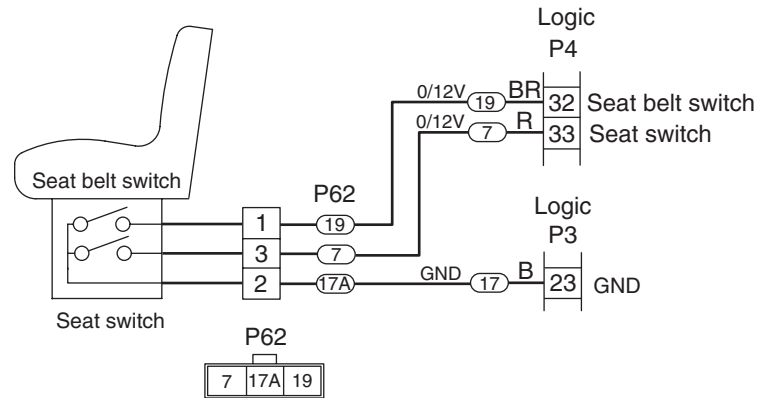 Logic
P4
0/12V 19 BR 32 Seat belt switch
0/12V 7 R 33 Seat switch
Seat belt switch
P62
1 19
3 7
2 17A GND 17 B 23 GND
Logic
P3
Seat switch
P62
7 17A 19